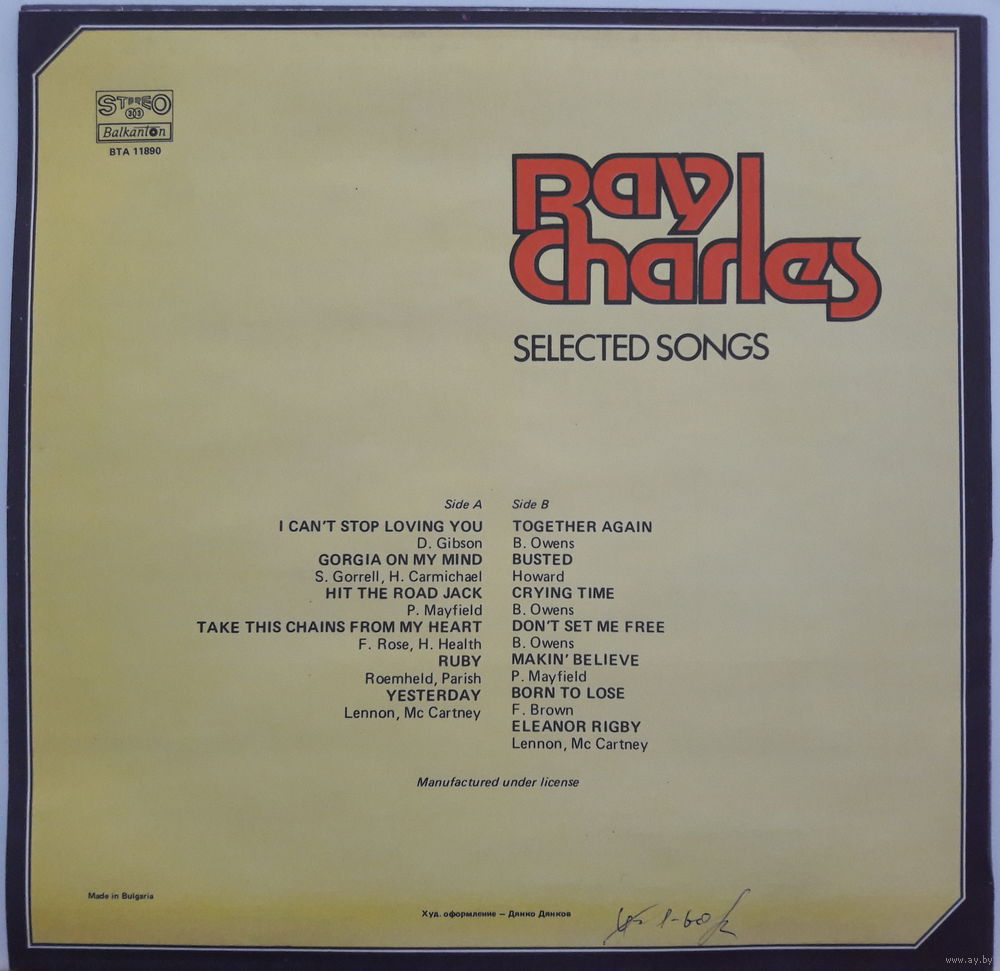 STEREO
33
Balkanton
BTA 11890
Ray
Charles
SELECTED SONGS
Side A
I CAN'T STOP LOVING YOU
D. Gibson
GORGIA ON MY MIND
S. Gorrell, H. Carmichael
HIT THE ROAD JACK
P. Mayfield
TAKE THIS CHAINS FROM MY HEART
F. Rose, H. Health
RUBY
Roemheld, Parish
YESTERDAY
Lennon, Mc Cartney
Side B
TOGETHER AGAIN
B. Owens
BUSTED
Howard
CRYING TIME
B. Owens
DON'T SET ME FREE
B. Owens
MAKIN' BELIEVE
P. Mayfield
BORN TO LOSE
F. Brown
ELEANOR RIGBY
Lennon, Mc Cartney
Manufactured under license
Made in Bulgaria
Худ. оформление — Дянко Дянков
www.ay.by